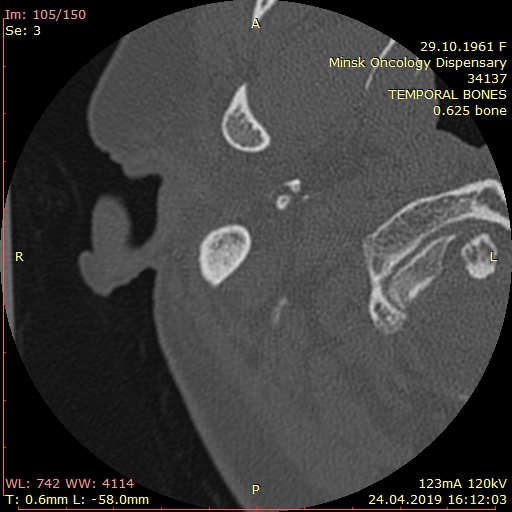 Im: 105/150
Se: 3
A
29.10.1961 F
Minsk Oncology Dispensary
34137
TEMPORAL BONES
0.625 bone
R
L
WL: 742 WW: 4114
T: 0.6mm L: -58.0mm
P
123mA 120kV
24.04.2019 16:12:03